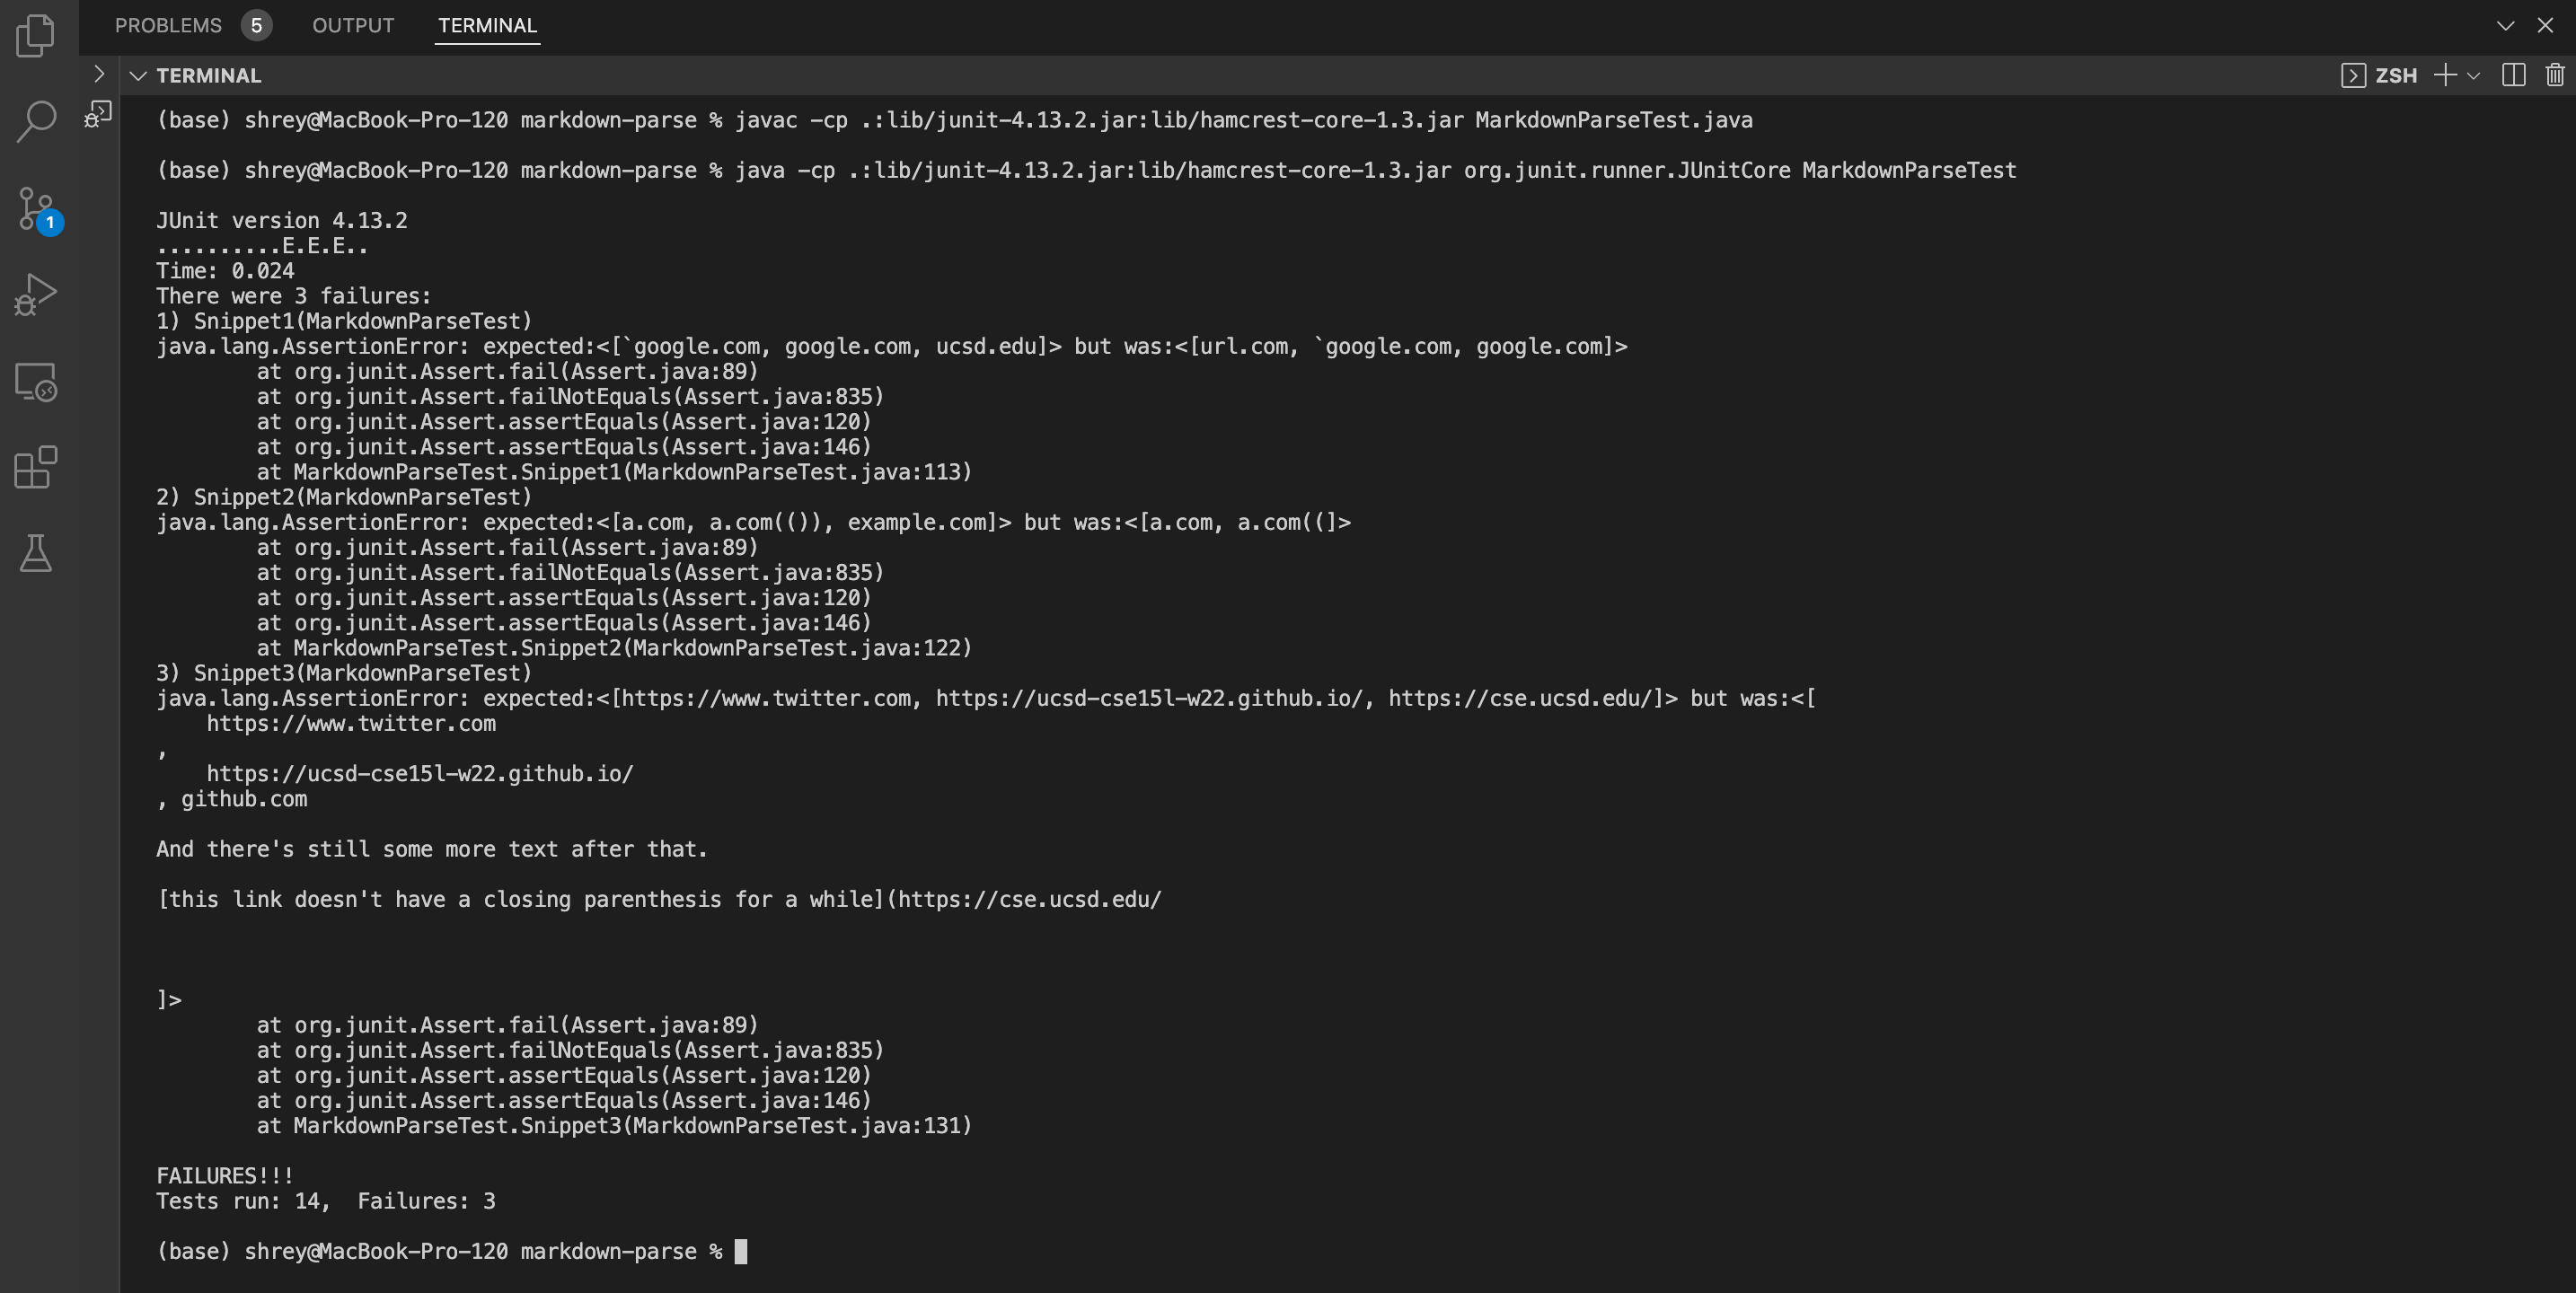 PROBLEMS 5 OUTPUT TERMINAL
TERMINAL
ZSH
(base) shrey@MacBook-Pro-120 markdown-parse % javac -cp .:lib/junit-4.13.2.jar:lib/hamcrest-core-1.3.jar MarkdownParseTest.java
(base) shrey@MacBook-Pro-120 markdown-parse % java -cp .:lib/junit-4.13.2.jar:lib/hamcrest-core-1.3.jar org.junit.runner.JUnitCore MarkdownParseTest
1
JUnit version 4.13.2
..........E.E.E..
Time: 0.024
There were 3 failures:
1) Snippet1(MarkdownParseTest)
java.lang.AssertionError: expected:<[`google.com, google.com, ucsd.edu]> but was:<[url.com, `google.com, google.com]>
at org.junit.Assert.fail(Assert.java:89)
at org.junit.Assert.failNotEquals(Assert.java:835)
at org.junit.Assert.assertEquals(Assert.java:120)
at org.junit.Assert.assertEquals(Assert.java:146)
at MarkdownParseTest.Snippet1(MarkdownParseTest.java:113)
2) Snippet2(MarkdownParseTest)
java.lang.AssertionError: expected:<[a.com, a.com(()), example.com]> but was:<[a.com, a.com((]>
at org.junit.Assert.fail(Assert.java:89)
at org.junit.Assert.failNotEquals(Assert.java:835)
at org.junit.Assert.assertEquals(Assert.java:120)
at org.junit.Assert.assertEquals(Assert.java:146)
at MarkdownParseTest.Snippet2(MarkdownParseTest.java:122)
3) Snippet3(MarkdownParseTest)
java.lang.AssertionError: expected:<[https://www.twitter.com, https://ucsd-cse15l-w22.github.io/, https://cse.ucsd.edu/]> but was:<[
https://www.twitter.com
,
https://ucsd-cse15l-w22.github.io/
, github.com
And there's still some more text after that.
[this link doesn't have a closing parenthesis for a while](https://cse.ucsd.edu/
]>
at org.junit.Assert.fail(Assert.java:89)
at org.junit.Assert.failNotEquals(Assert.java:835)
at org.junit.Assert.assertEquals(Assert.java:120)
at org.junit.Assert.assertEquals(Assert.java:146)
at MarkdownParseTest.Snippet3(MarkdownParseTest.java:131)
FAILURES!!!
Tests run: 14,  Failures: 3
(base) shrey@MacBook-Pro-120 markdown-parse %